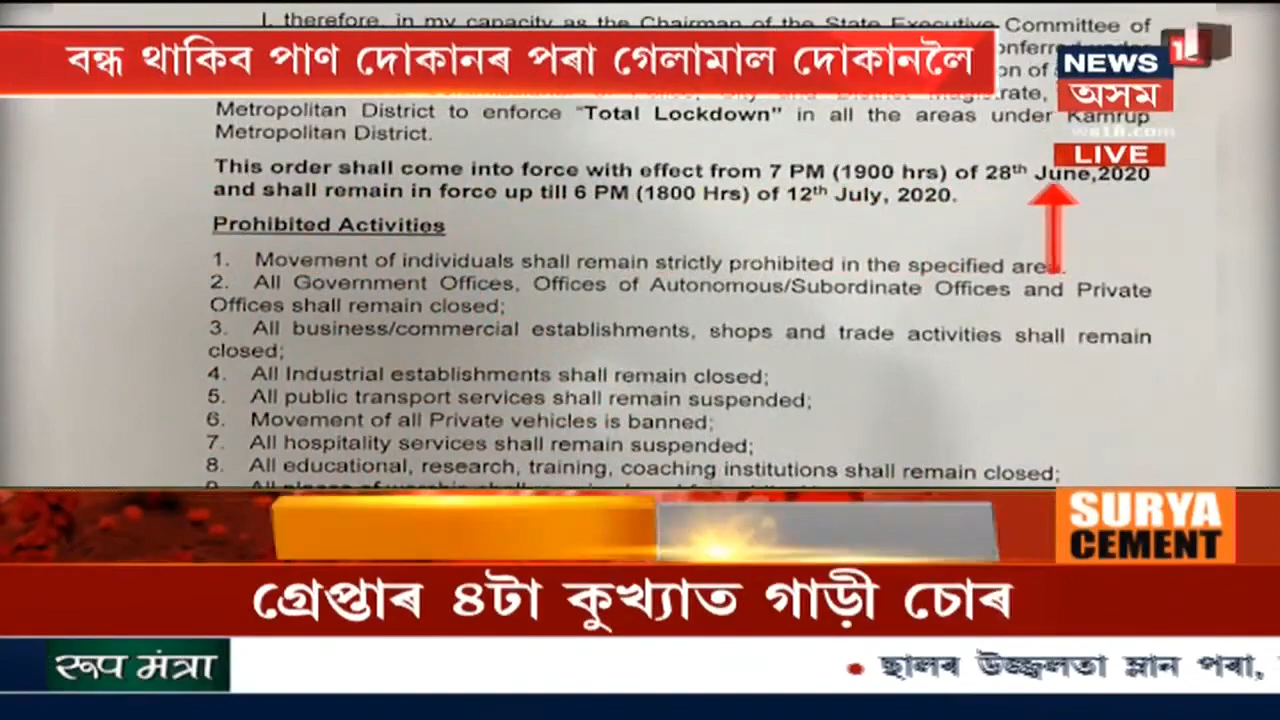 I, therefore, in my capacity as the Chairman of the State Executive Committee of
বন্ধ থাকিব পাণ দোকানৰ পৰা গেলামাল দোকানলৈ
NEWS 18
অসম
LIVE
Metropolitan District to enforce “Total Lockdown” in all the areas under Kamrup
Metropolitan District.
This order shall come into force with effect from 7 PM (1900 hrs) of 28th June,2020
and shall remain in force up till 6 PM (1800 Hrs) of 12th July, 2020.
Prohibited Activities
1. Movement of individuals shall remain strictly prohibited in the specified
2. All Government Offices, Offices of Autonomous/Subordinate Offices and Private
Offices shall remain closed;
3. All business/commercial establishments, shops and trade activities shall remain
closed;
4. All Industrial establishments shall remain closed;
5. All public transport services shall remain suspended;
6. Movement of all Private vehicles is banned;
7. All hospitality services shall remain suspended;
8. All educational, research, training, coaching institutions shall remain closed;
SURYA
CEMENT
গ্ৰেপ্তাৰ ৪টা কুখ্যাত গাড়ী চোৰ
ৰূপ মন্ত্ৰা
• ছালৰ উজ্জ্বলতা ম্লান পৰা,